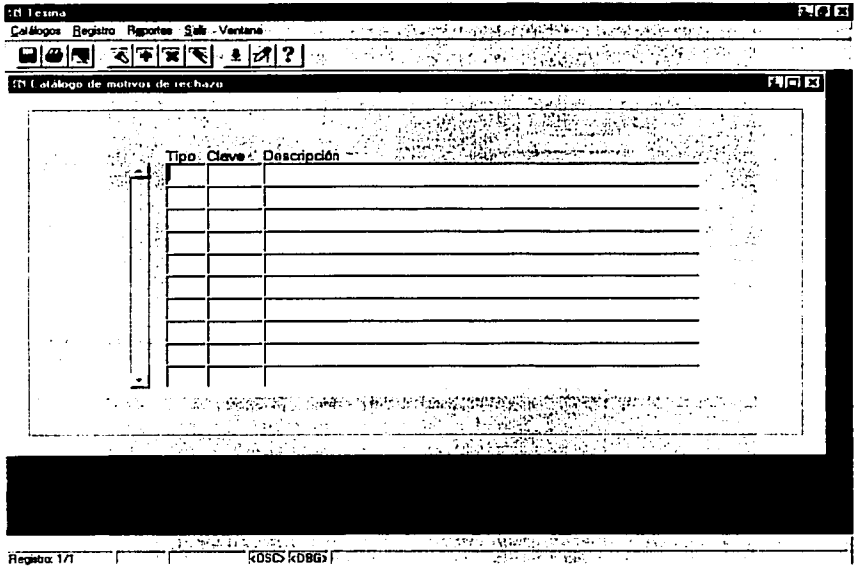 Tesina
Catálogos Registro Reportes Salir Ventana
?
Catálogo de motivos de rechazo
Tipo Clave Descripción
Registro: 1/1 <OSC> <DBG>